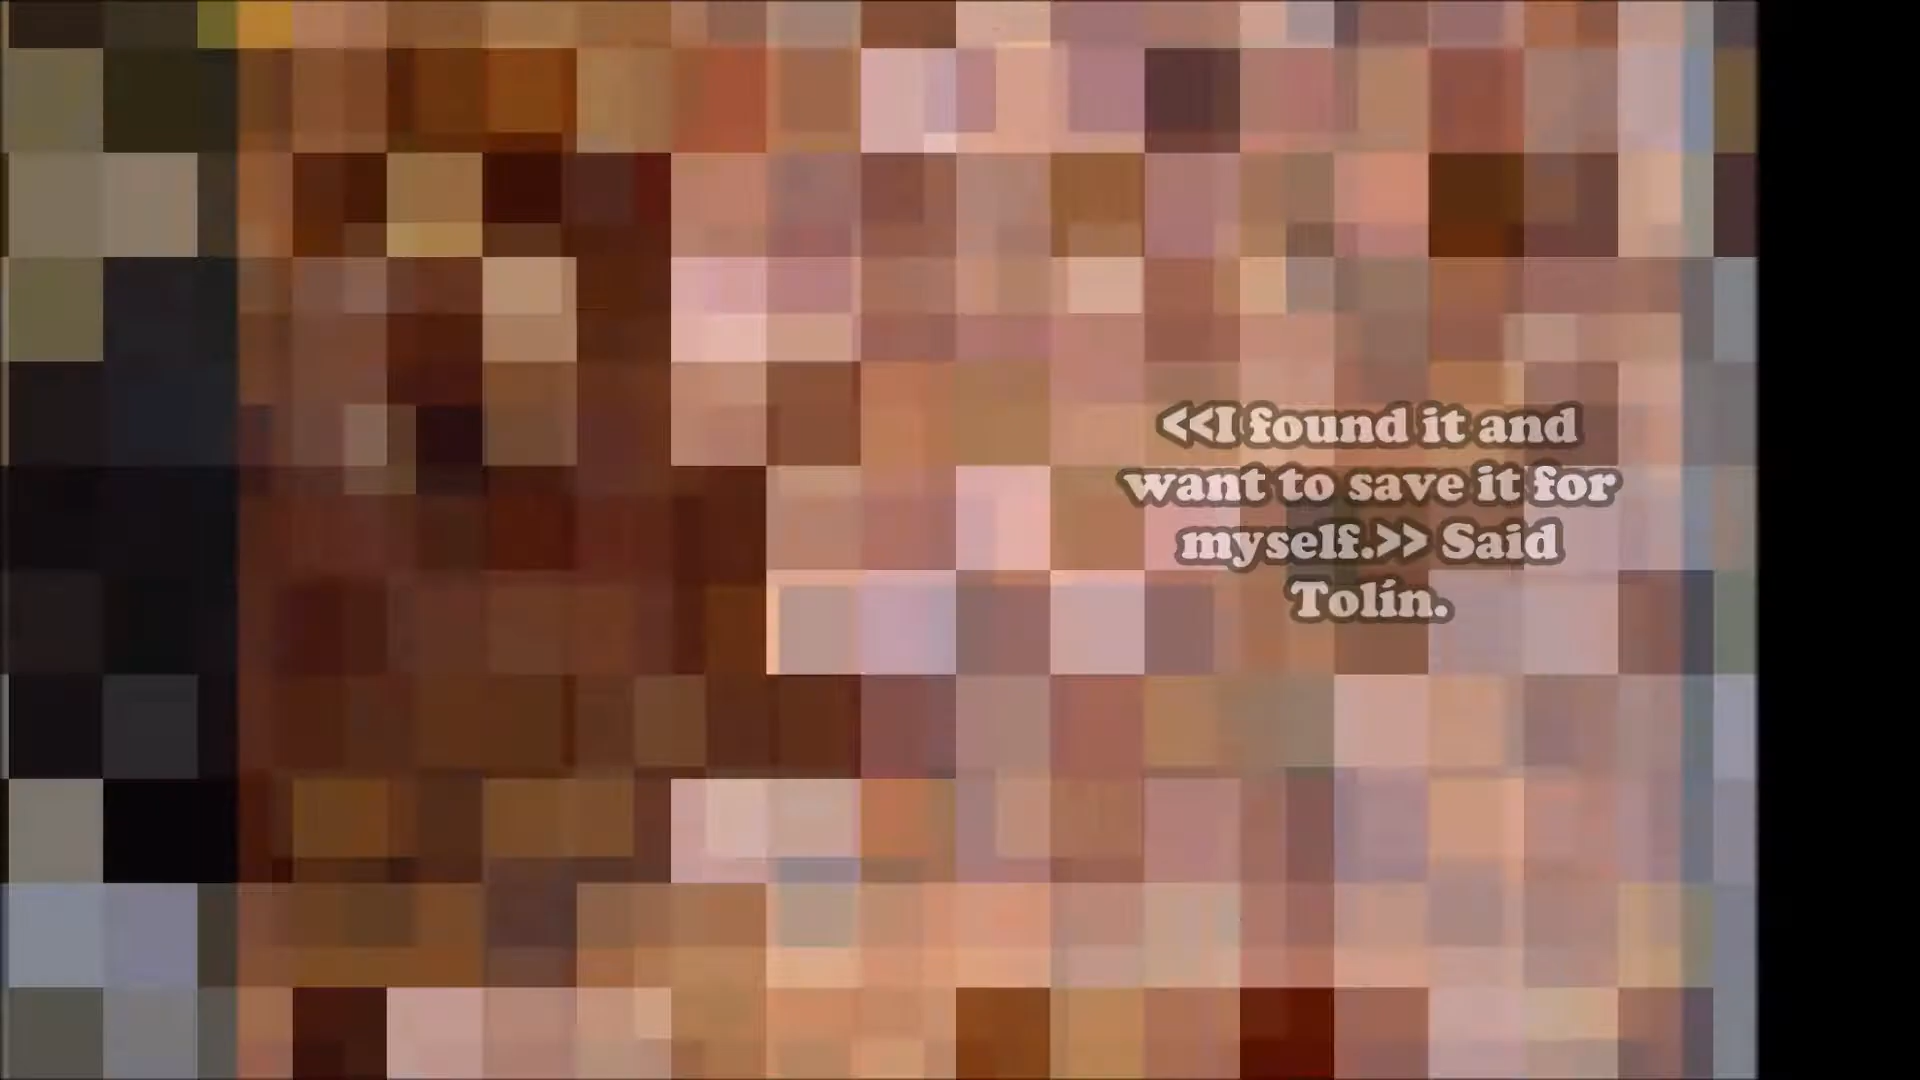 <<I found it and
want to save it for
myself.>> Said
Tolín.